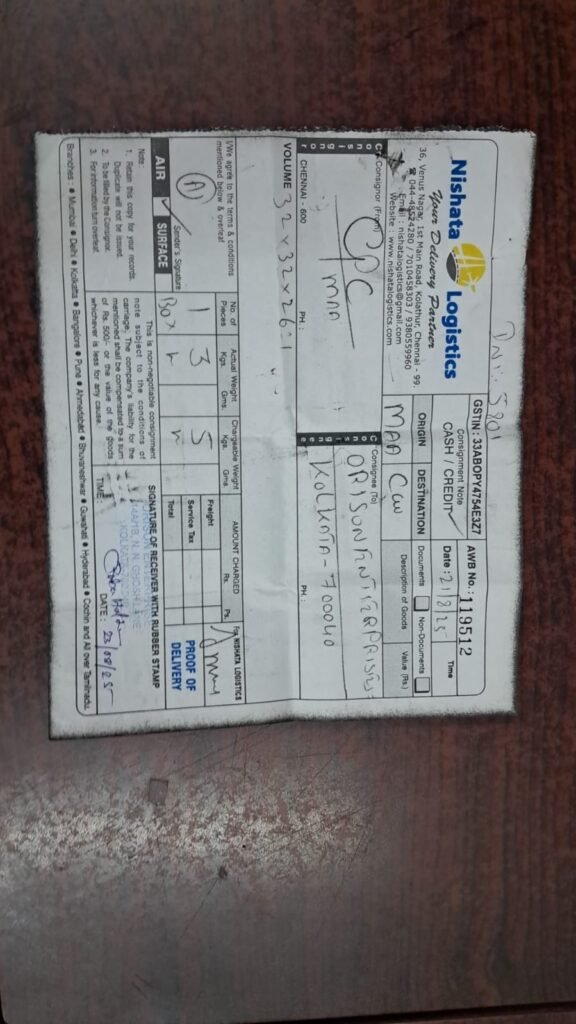 Inv: 5801
Nishata Logistics
Your Delivery Partner
36, Venus Nagar, 1st Main Road, Kolathur, Chennai - 99.
☎ 044-48524280 / 7010458303 / 9380559960
Email : nishatalogistics@gmail.com
Website : www.nishatalogistics.com
GSTIN : 33ABOPY4754E3Z7
Consignment Note
CASH / CREDIT ✓
AWB No. : 119512
Date : 21/8/25
Time
ORIGIN
DESTINATION
MAA
CCU
Documents
Non-Documents
Description of Goods
Value (Rs.)
Consignor (From)
CPC
MAA
CHENNAI - 600
PH. :
Consignee (To)
ORISON ENTERPRISES
KOLKATA - 700040
PH. :
VOLUME 32 x 32 x 26 : 1
I/We agree to the terms & conditions
mentioned below & overleaf
Sender's Signature
No. of Pieces
Actual Weight
Kgs. Gms.
Chargeable Weight
Kgs. Gms.
AMOUNT CHARGED
Rs. Ps.
1 Box
3
5
Freight
Service Tax
Total
For NISHATA LOGISTICS
PROOF OF
DELIVERY
AIR ✓ SURFACE
Note
1. Retain this copy for your records.
Duplicate will not be issued.
2. To be filled by the Consignor.
3. For information turn overleaf.
This is non-negotiable consignment
note subject to the conditions of
carriage. The company's liability for the
mentioned shall be compensated to a sum
of Rs. 500/- or the value of the goods
whichever is less for any cause.
SIGNATURE OF RECEIVER WITH RUBBER STAMP
TIME :
DATE : 23/08/25
Branches : ● Mumbai ● Delhi ● Kolkatta ● Bangalore ● Pune ● Ahmedabad ● Bhuvaneshwar ● Guwahati ● Hyderabad ● Cochin and All over Tamilnadu.